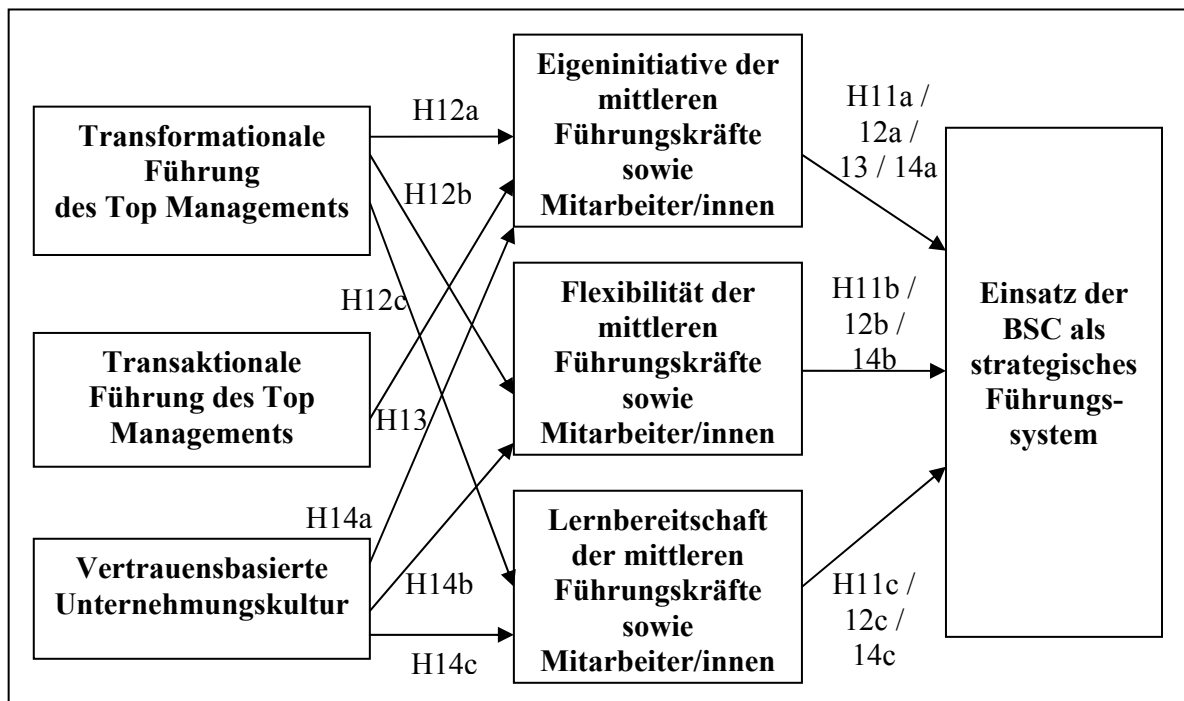 Transformationale
Führung
des Top Managements
Transaktionale
Führung des Top
Managements
Vertrauensbasierte
Unternehmungskultur
H12a
H12b
H12c
H13
H14a
H14b
H14c
Eigeninitiative der
mittleren
Führungskräfte
sowie
Mitarbeiter/innen
Flexibilität der
mittleren
Führungskräfte
sowie
Mitarbeiter/innen
Lernbereitschaft
der mittleren
Führungskräfte
sowie
Mitarbeiter/innen
H11a /
12a /
13 / 14a
H11b /
12b /
14b
H11c /
12c /
14c
Einsatz der
BSC als
strategisches
Führungs-
system